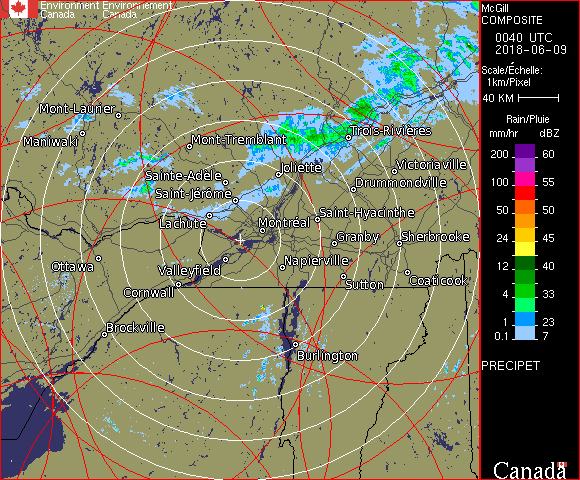 Environment Environnement
Canada Canada
McGill
COMPOSITE
0040 UTC
2018-06-09
Scale/Échelle:
1km/Pixel
40 KM
Rain/Pluie
mm/hr dBZ
200 60
100 55
50 50
24 45
12 40
4 33
1 23
0.1 7
PRECIPET
Canada
Mont-Laurier
Maniwaki
Mont-Tremblant
Trois-Rivières
Joliette
Victoriaville
Sainte-Adèle
Drummondville
Saint-Jérôme
Lachute
Montréal
Saint-Hyacinthe
Granby
Sherbrooke
Ottawa
Valleyfield
Napierville
Cornwall
Sutton
Coaticook
Brockville
Burlington